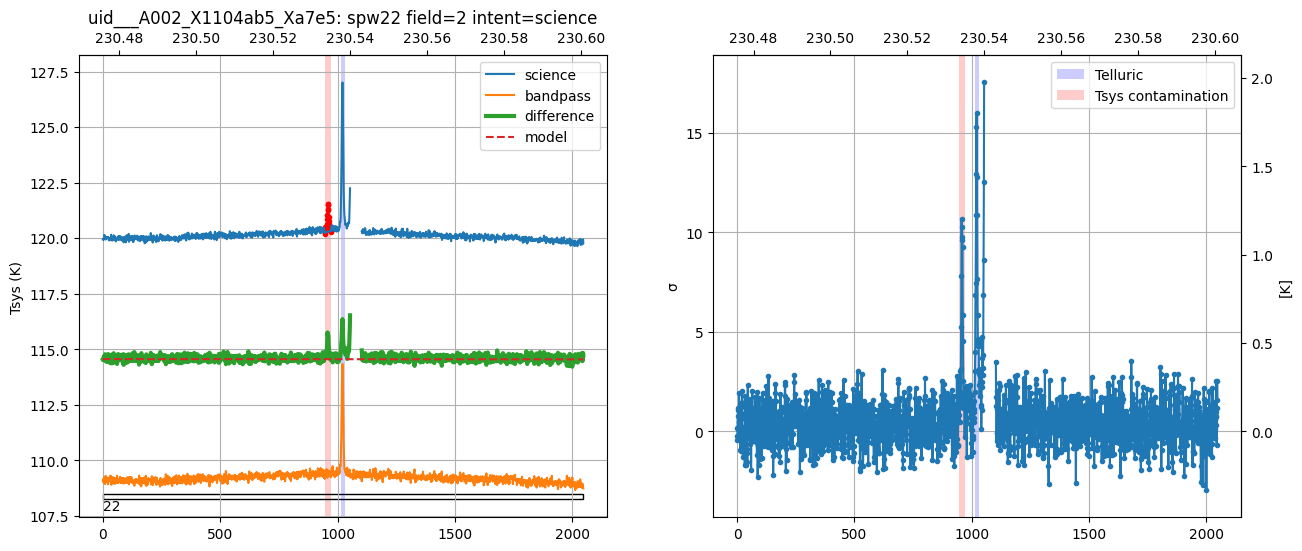 uid___A002_X1104ab5_Xa7e5: spw22 field=2 intent=science
230.48 230.50 230.52 230.54 230.56 230.58 230.60
127.5
125.0
122.5
120.0
117.5
115.0
112.5
110.0
107.5
Tsys (K)
science
bandpass
difference
model
22
0 500 1000 1500 2000
230.48 230.50 230.52 230.54 230.56 230.58 230.60
Telluric
Tsys contamination
15
10
5
0
σ
2.0
1.5
1.0
0.5
0.0
[K]
0 500 1000 1500 2000